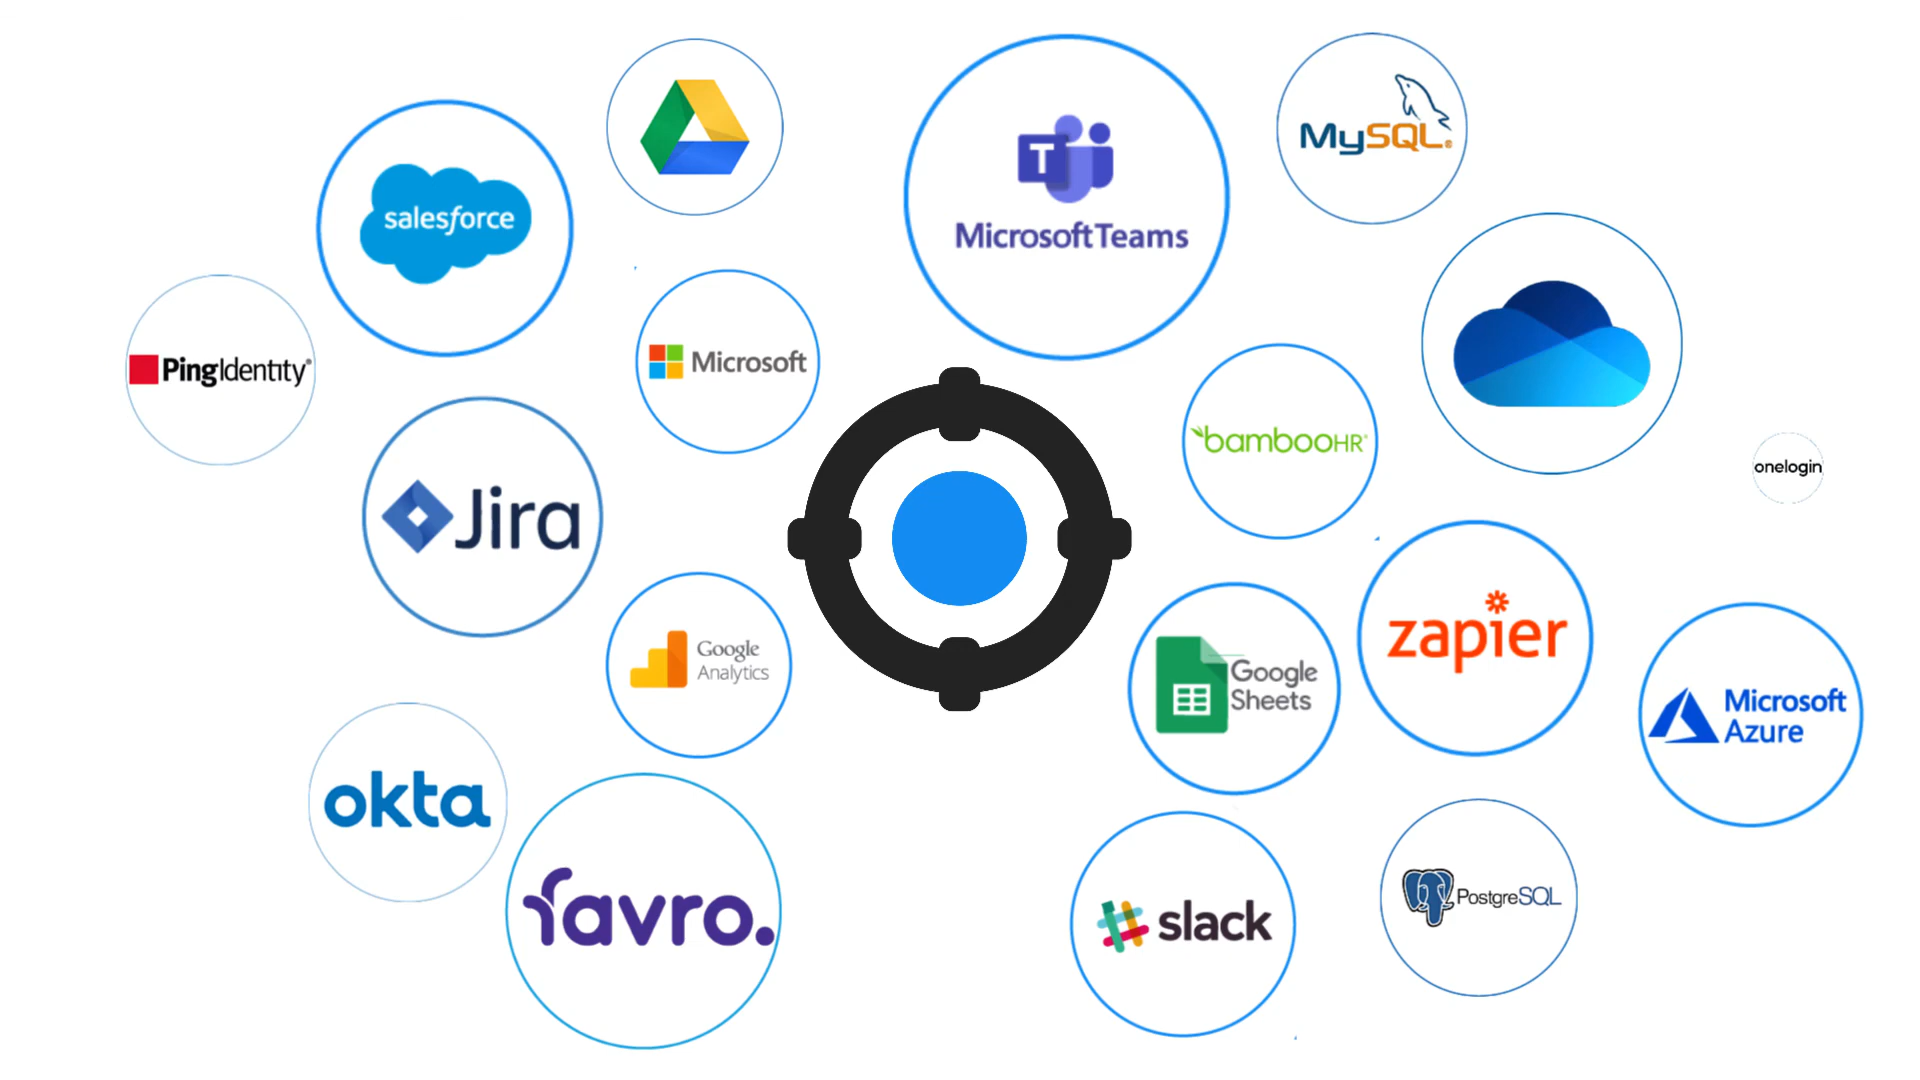 salesforce
T
Microsoft Teams
MySQL®
PingIdentity®
Microsoft
bambooHR®
onelogin
Jira
zapier
Google
Analytics
Google
Sheets
Microsoft
Azure
okta
favro.
slack
PostgreSQL